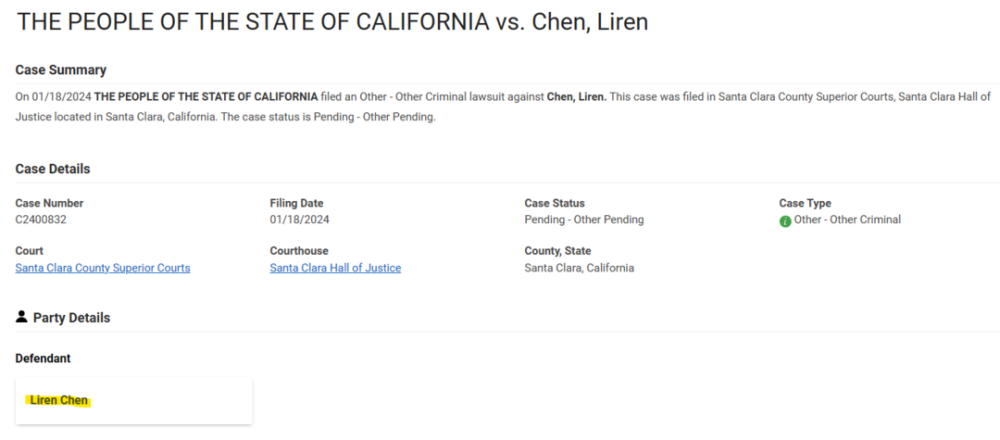 THE PEOPLE OF THE STATE OF CALIFORNIA vs. Chen, Liren
Case Summary
On 01/18/2024 THE PEOPLE OF THE STATE OF CALIFORNIA filed an Other - Other Criminal lawsuit against Chen, Liren. This case was filed in Santa Clara County Superior Courts, Santa Clara Hall of
Justice located in Santa Clara, California. The case status is Pending - Other Pending.
Case Details
Case Number Filing Date Case Status Case Type
C2400832 01/18/2024 Pending - Other Pending Other - Other Criminal
Court Courthouse County, State
Santa Clara County Superior Courts Santa Clara Hall of Justice Santa Clara, California
Party Details
Defendant
Liren Chen